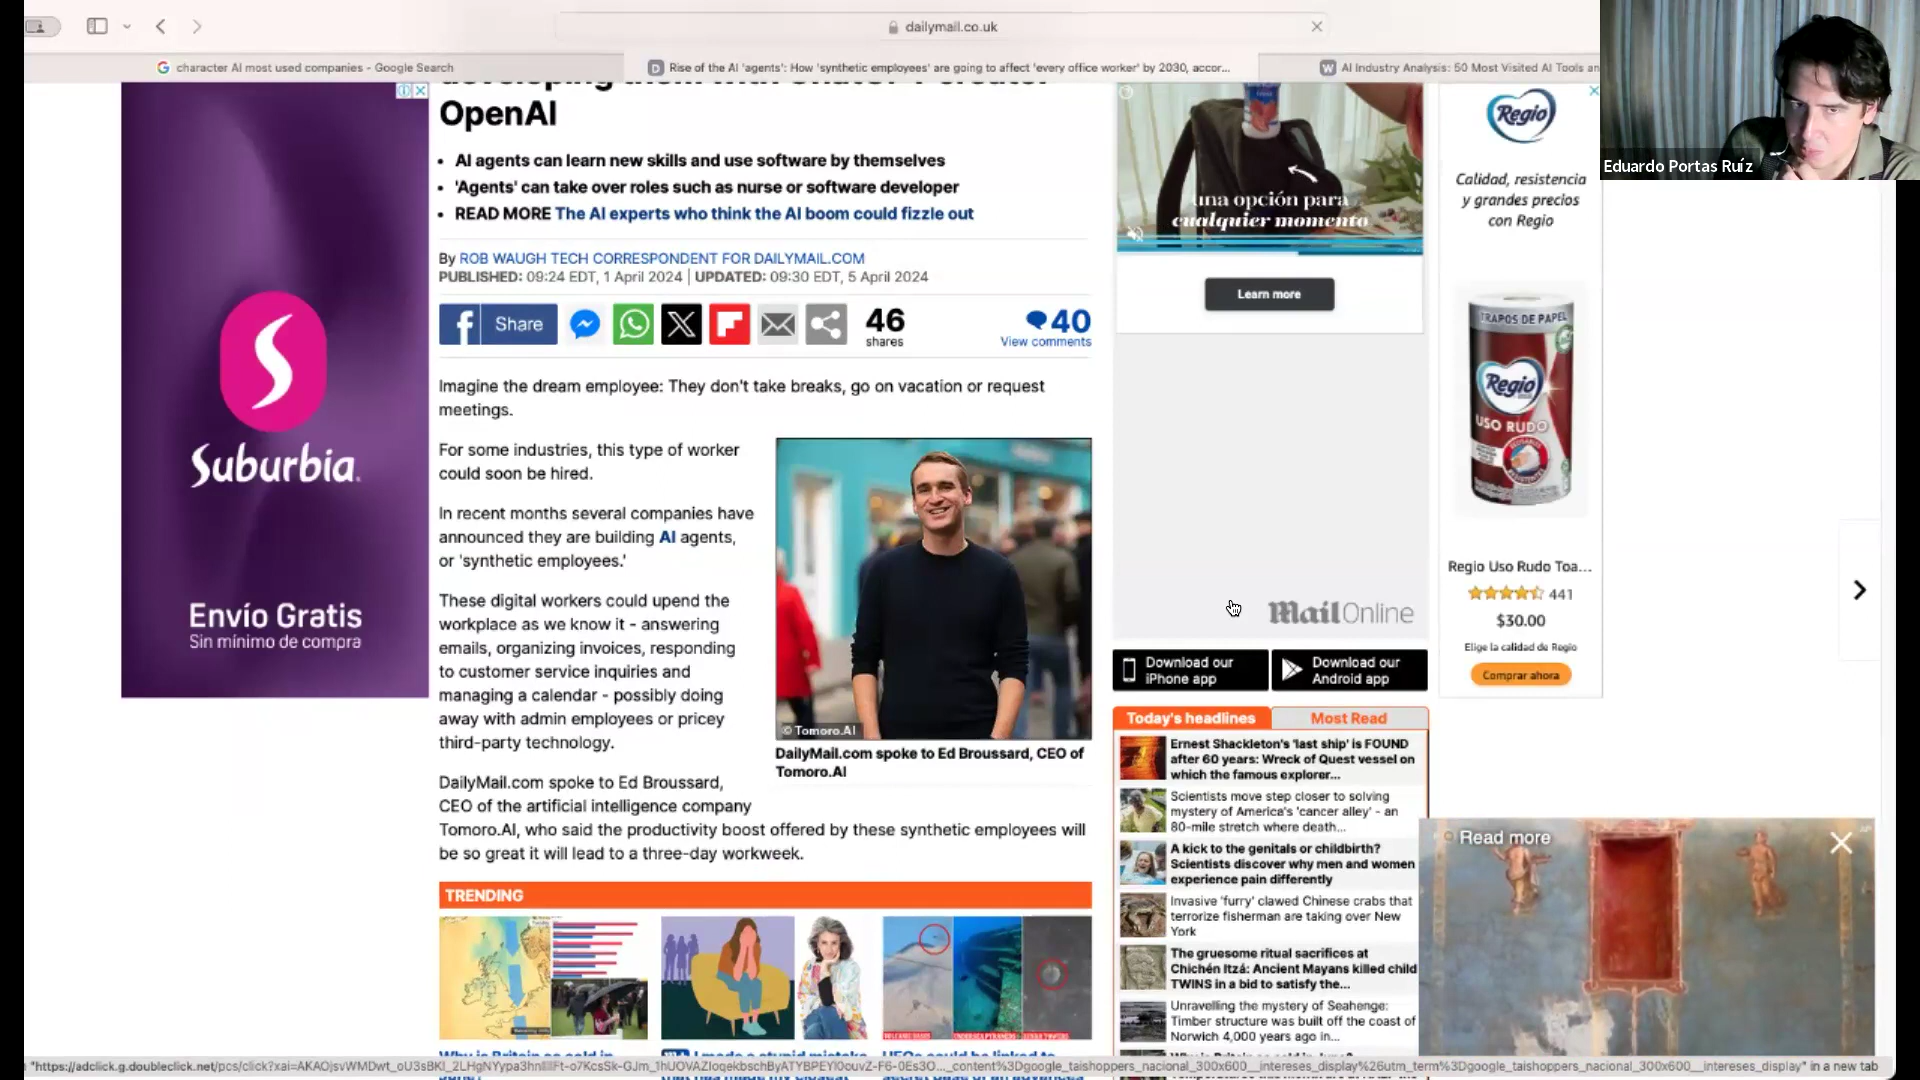 dailymail.co.uk
character AI most used companies - Google Search
Rise of the AI 'agents': How 'synthetic employees' are going to affect 'every office worker' by 2030, accor...
AI Industry Analysis: 50 Most Visited AI Tools an
Eduardo Portas Ruíz
OpenAI
AI agents can learn new skills and use software by themselves
'Agents' can take over roles such as nurse or software developer
READ MORE The AI experts who think the AI boom could fizzle out
By ROB WAUGH TECH CORRESPONDENT FOR DAILYMAIL.COM
PUBLISHED: 09:24 EDT, 1 April 2024 | UPDATED: 09:30 EDT, 5 April 2024
Share
46
shares
40
View comments
Imagine the dream employee: They don't take breaks, go on vacation or request
meetings.
For some industries, this type of worker
could soon be hired.
In recent months several companies have
announced they are building AI agents,
or 'synthetic employees.'
These digital workers could upend the
workplace as we know it - answering
emails, organizing invoices, responding
to customer service inquiries and
managing a calendar - possibly doing
away with admin employees or pricey
third-party technology.
© Tomoro.AI
DailyMail.com spoke to Ed Broussard, CEO of
Tomoro.AI
DailyMail.com spoke to Ed Broussard,
CEO of the artificial intelligence company
Tomoro.AI, who said the productivity boost offered by these synthetic employees will
be so great it will lead to a three-day workweek.
TRENDING
Suburbia.
Envío Gratis
Sin mínimo de compra
una opción para
cualquier momento
Learn more
MailOnline
Download our
iPhone app
Download our
Android app
Today's headlines
Most Read
Ernest Shackleton's 'last ship' is FOUND
after 60 years: Wreck of Quest vessel on
which the famous explorer...
Scientists move step closer to solving
mystery of America's 'cancer alley' - an
80-mile stretch where death...
A kick to the genitals or childbirth?
Scientists discover why men and women
experience pain differently
Invasive 'furry' clawed Chinese crabs that
terrorize fisherman are taking over New
York
The gruesome ritual sacrifices at
Chichén Itzá: Ancient Mayans killed child
TWINS in a bid to satisfy the...
Unravelling the mystery of Seahenge:
Timber structure was built off the coast of
Norwich 4,000 years ago...
Regio
Calidad, resistencia
y grandes precios
con Regio
TRAPOS DE PAPEL
Regio
USO RUDO
Regio Uso Rudo Toa...
441
$30.00
Elige la calidad de Regio
Comprar ahora
Read more